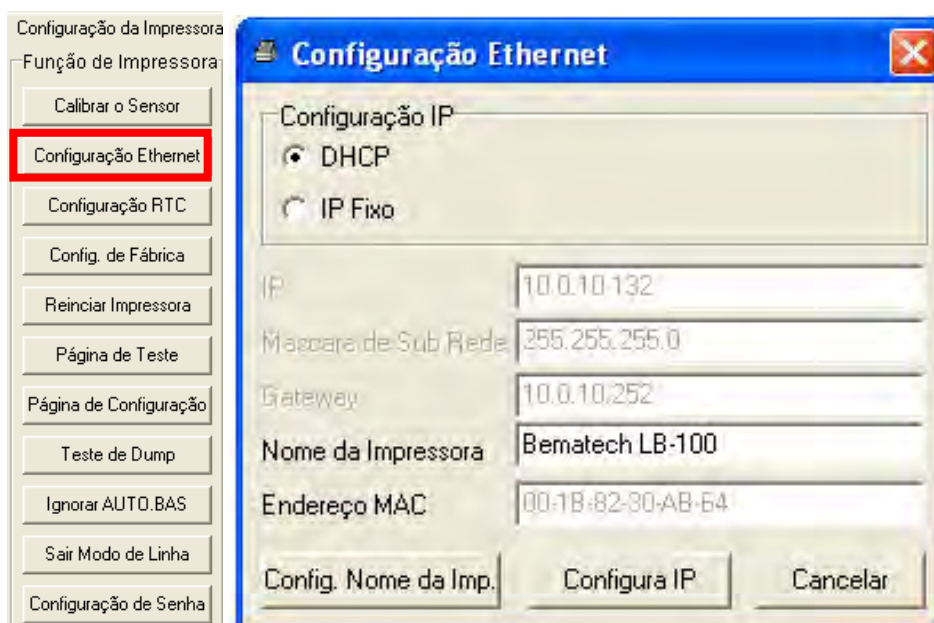 Configuração da Impressora
Função de Impressora
Calibrar o Sensor
Configuração Ethernet
Configuração RTC
Config. de Fábrica
Reinciar Impressora
Página de Teste
Página de Configuração
Teste de Dump
Ignorar AUTO.BAS
Sair Modo de Linha
Configuração de Senha
Configuração Ethernet
Configuração IP
DHCP
IP Fixo
IP 10.0.10.132
Mascara de Sub Rede 255.255.255.0
Gateway 10.0.10.252
Nome da Impressora Bematech LB-100
Endereço MAC 00-1B-82-30-AB-64
Config. Nome da Imp. Configura IP Cancelar